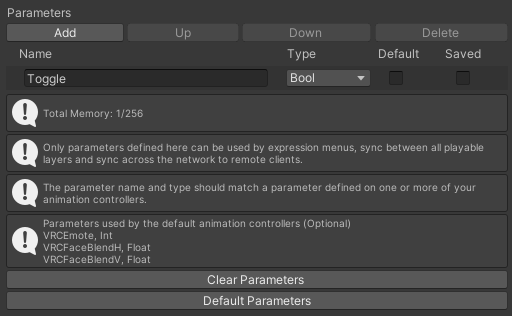 Parameters
Add Up Down Delete
Name Type Default Saved
Toggle Bool
Total Memory: 1/256
Only parameters defined here can be used by expression menus, sync between all playable
layers and sync across the network to remote clients.
The parameter name and type should match a parameter defined on one or more of your
animation controllers.
Parameters used by the default animation controllers (Optional)
VRCEmote, Int
VRCFaceBlendH, Float
VRCFaceBlendV, Float
Clear Parameters
Default Parameters